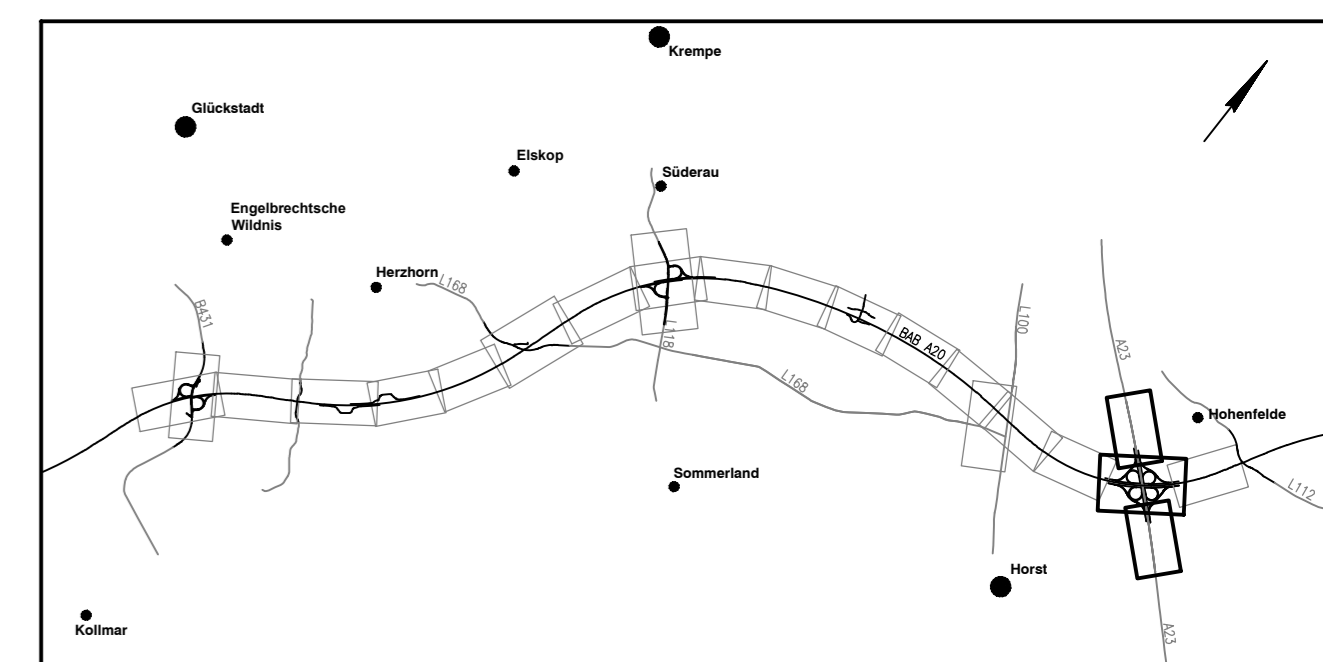 Krempe
Glückstadt
Elskop
Süderau
Engelbrechtsche
Wildnis
Herzhorn
L168
B431
L118
BAB A20
L100
A23
L168
Hohenfelde
Sommerland
L112
Horst
Kollmar
A23